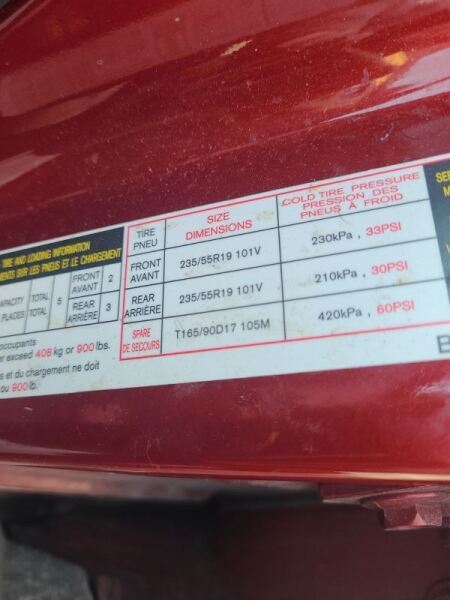 TIRE AND LOADING INFORMATION
MENTS SUR LES PNEUS ET LE CHARGEMENT
CAPACITY TOTAL 5 FRONT AVANT 2
PLACES TOTAL REAR ARRIÈRE 3
occupants
exceed 408 kg or 900 lbs.
s et du chargement ne doit
ou 900 lb.
TIRE PNEU
SIZE DIMENSIONS
COLD TIRE PRESSURE
PRESSION DES
PNEUS À FROID
FRONT AVANT 235/55R19 101V 230kPa , 33PSI
REAR ARRIÈRE 235/55R19 101V 210kPa , 30PSI
SPARE DE SECOURS T165/90D17 105M 420kPa , 60PSI